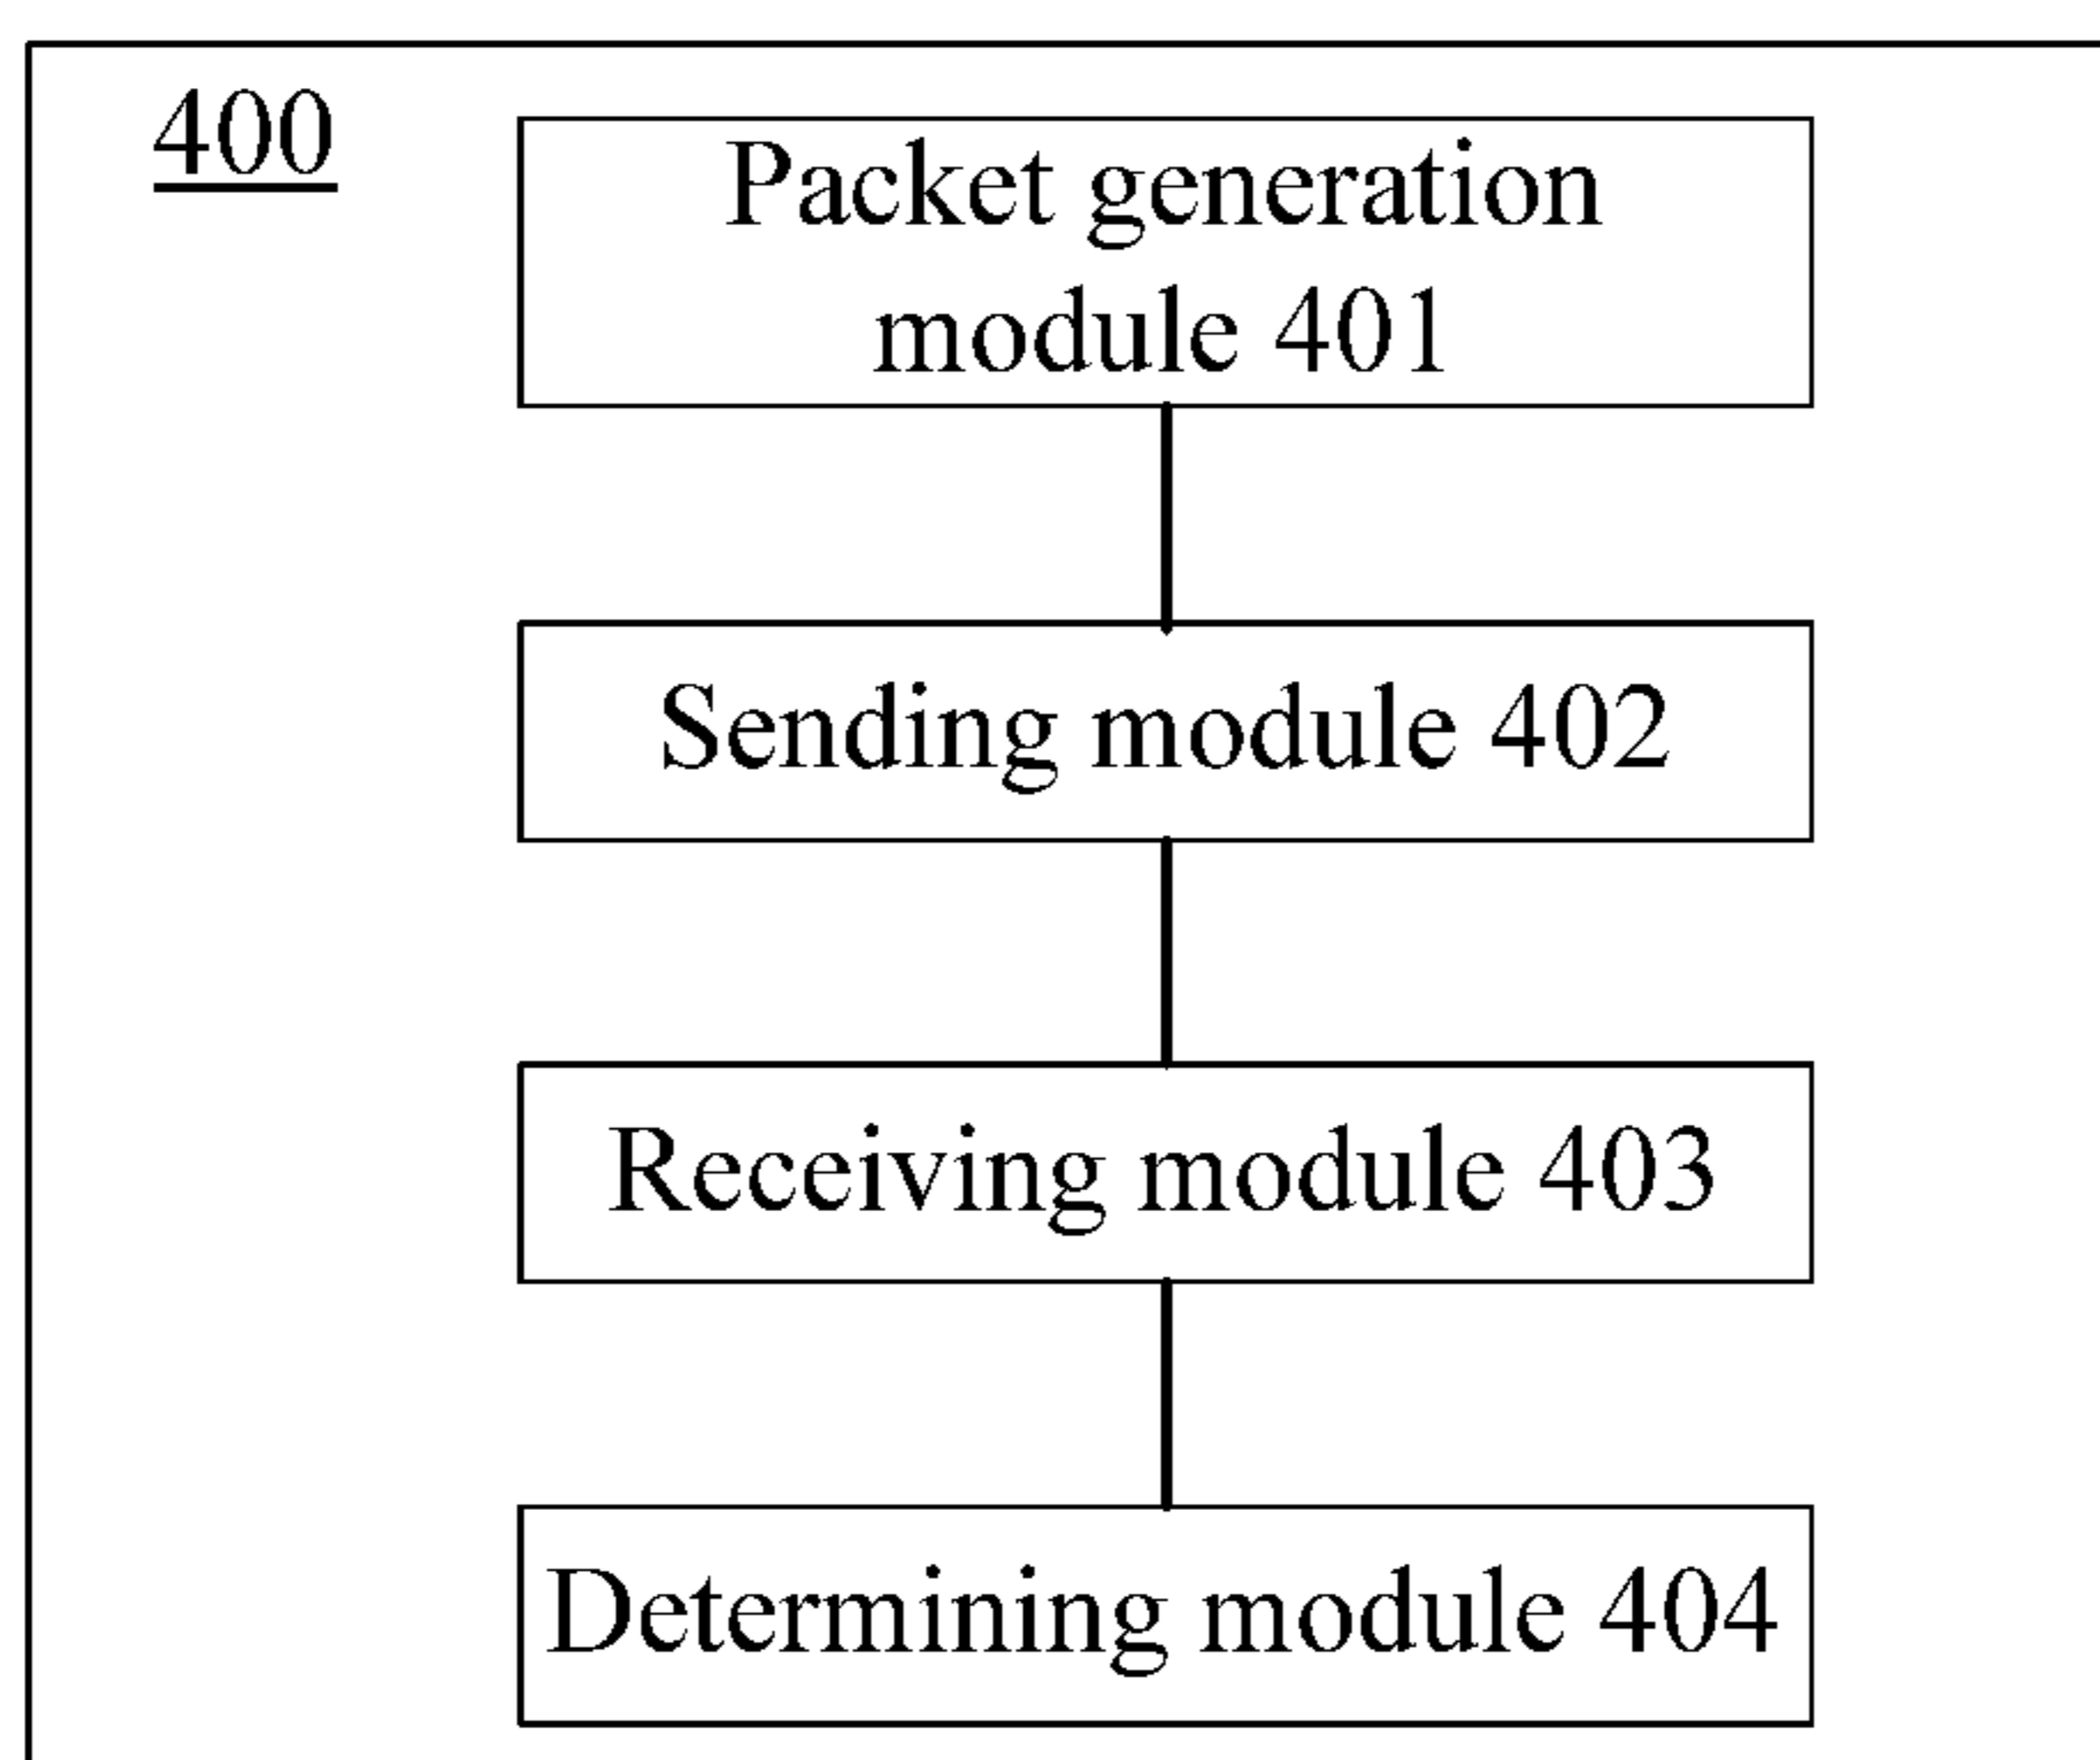 400
Packet generation
module 401
Sending module 402
Receiving module 403
Determining module 404